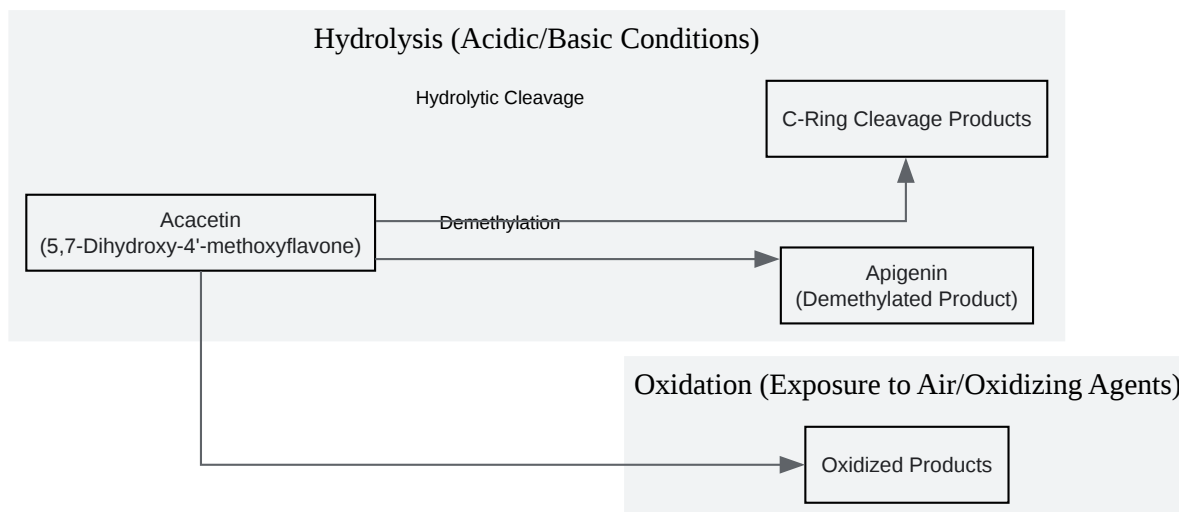 Hydrolysis (Acidic/Basic Conditions)
Hydrolytic Cleavage
C-Ring Cleavage Products
Acacetin
(5,7-Dihydroxy-4'-methoxyflavone)
Demethylation
Apigenin
(Demethylated Product)
Oxidation (Exposure to Air/Oxidizing Agents)
Oxidized Products